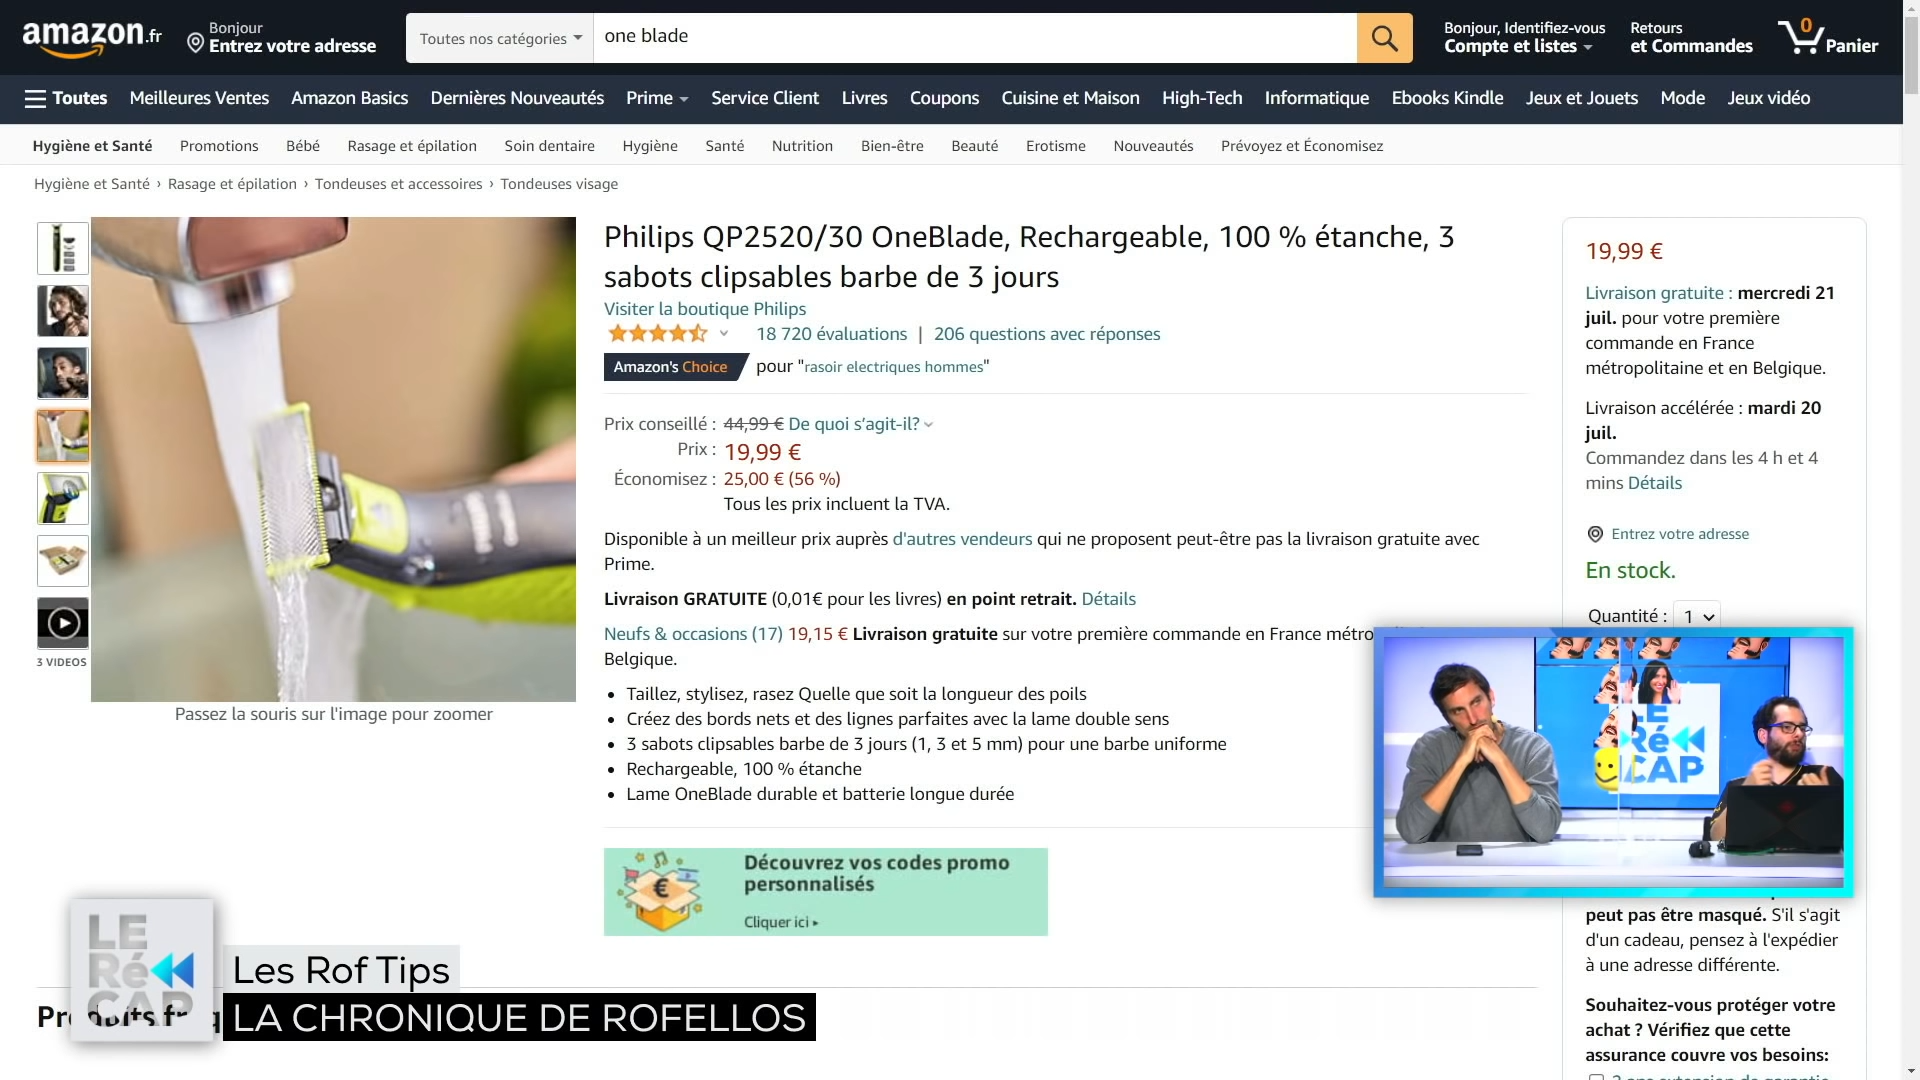 amazon.fr
Bonjour
Entrez votre adresse
Toutes nos catégories
one blade
Bonjour, Identifiez-vous
Compte et listes
Retours
et Commandes
0
Panier
Toutes
Meilleures Ventes
Amazon Basics
Dernières Nouveautés
Prime
Service Client
Livres
Coupons
Cuisine et Maison
High-Tech
Informatique
Ebooks Kindle
Jeux et Jouets
Mode
Jeux vidéo
Hygiène et Santé
Promotions
Bébé
Rasage et épilation
Soin dentaire
Hygiène
Santé
Nutrition
Bien-être
Beauté
Erotisme
Nouveautés
Prévoyez et Économisez
Hygiène et Santé › Rasage et épilation › Tondeuses et accessoires › Tondeuses visage
3 VIDEOS
Passez la souris sur l'image pour zoomer
Philips QP2520/30 OneBlade, Rechargeable, 100 % étanche, 3
sabots clipsables barbe de 3 jours
Visiter la boutique Philips
18 720 évaluations | 206 questions avec réponses
Amazon's Choice pour "rasoir electriques hommes"
Prix conseillé : 44,99 € De quoi s'agit-il?
Prix : 19,99 €
Économisez : 25,00 € (56 %)
Tous les prix incluent la TVA.
Disponible à un meilleur prix auprès d'autres vendeurs qui ne proposent peut-être pas la livraison gratuite avec
Prime.
Livraison GRATUITE (0,01€ pour les livres) en point retrait. Détails
Neufs & occasions (17) 19,15 € Livraison gratuite sur votre première commande en France
Belgique.
• Taillez, stylisez, rasez Quelle que soit la longueur des poils
• Créez des bords nets et des lignes parfaites avec la lame double sens
• 3 sabots clipsables barbe de 3 jours (1, 3 et 5 mm) pour une barbe uniforme
• Rechargeable, 100 % étanche
• Lame OneBlade durable et batterie longue durée
Découvrez vos codes promo
personnalisés
Cliquer ici ▸
19,99 €
Livraison gratuite : mercredi 21
juil. pour votre première
commande en France
métropolitaine et en Belgique.
Livraison accélérée : mardi 20
juil.
Commandez dans les 4 h et 4
mins Détails
Entrez votre adresse
En stock.
Quantité : 1
LE
Ré
CAP
peut pas être masqué. S'il s'agit
d'un cadeau, pensez à l'expédier
à une adresse différente.
Souhaitez-vous protéger votre
achat ? Vérifiez que cette
assurance couvre vos besoins:
LE
Ré
CAP
Les Rof Tips
LA CHRONIQUE DE ROFELLOS